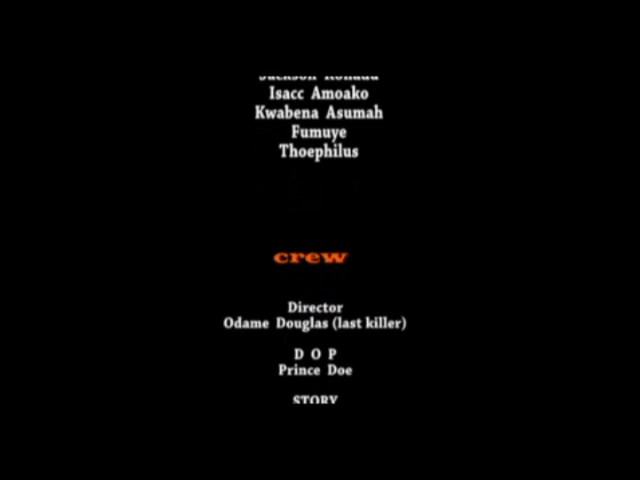 Isacc Amoako
Kwabena Asumah
Fumuye
Thoephilus
crew
Director
Odame Douglas (last killer)
D O P
Prince Doe
STORY